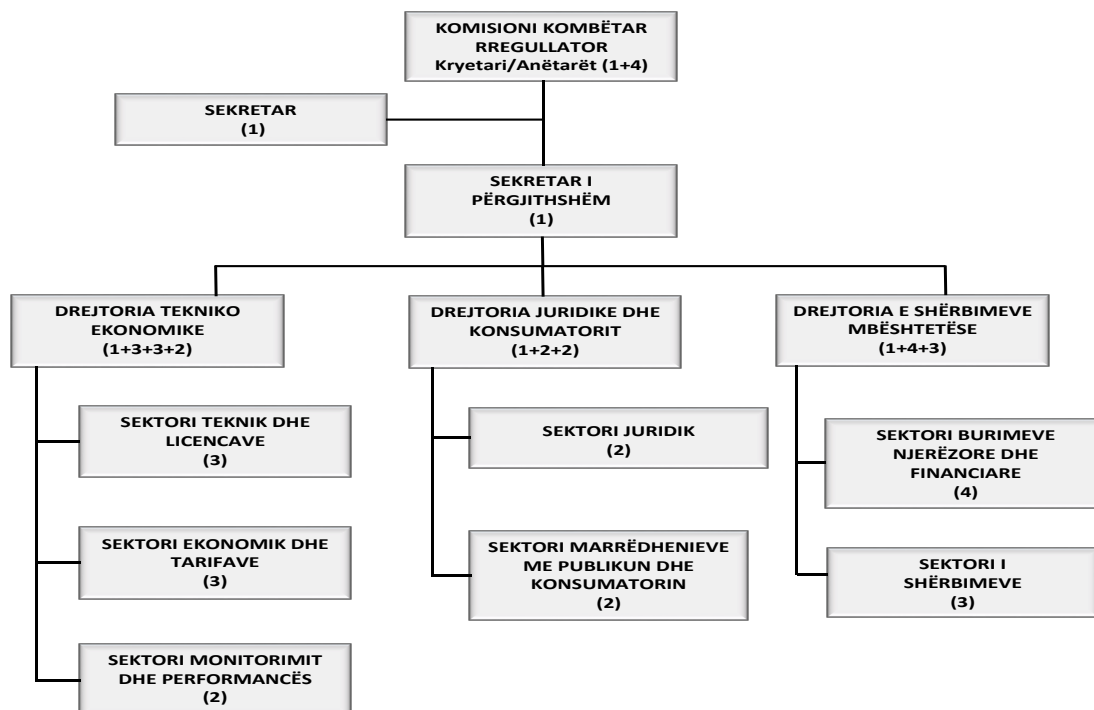 KOMISIONI KOMBËTAR
RREGULLATOR
Kryetari/Anëtarët (1+4)
SEKRETAR
(1)
SEKRETAR I
PËRGJITHSHËM
(1)
DREJTORIA TEKNIKO
EKONOMIKE
(1+3+3+2)
SEKTORI TEKNIK DHE
LICENCAVE
(3)
SEKTORI EKONOMIK DHE
TARIFAVE
(3)
SEKTORI MONITORIMIT
DHE PERFORMANCËS
(2)
DREJTORIA JURIDIKE DHE
KONSUMATORIT
(1+2+2)
SEKTORI JURIDIK
(2)
SEKTORI MARRËDHENIEVE
ME PUBLIKUN DHE
KONSUMATORIN
(2)
DREJTORIA E SHËRBIMEVE
MBËSHTETËSE
(1+4+3)
SEKTORI BURIMEVE
NJERËZORE DHE
FINANCIARE
(4)
SEKTORI I
SHËRBIMEVE
(3)